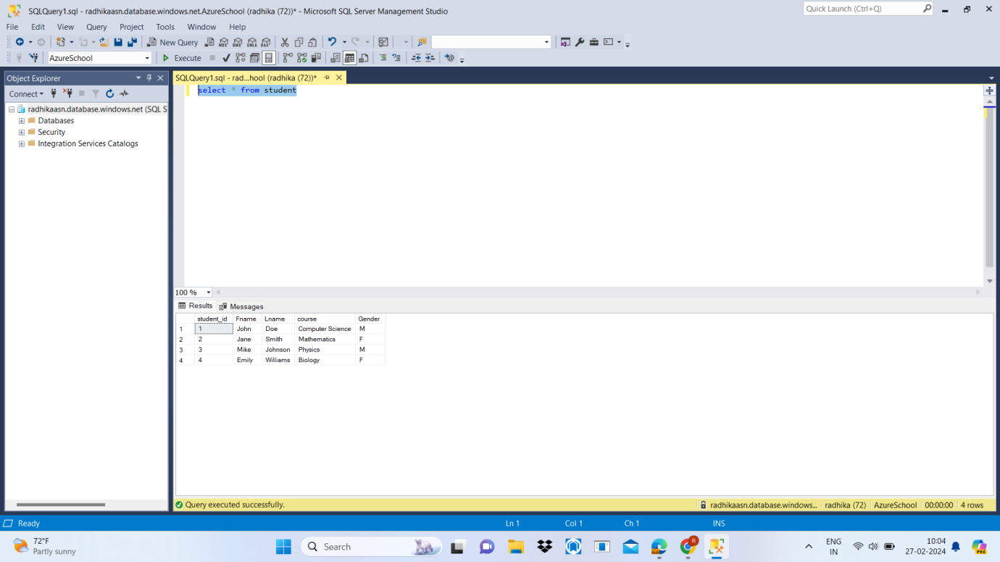 SQLQuery1.sql - radhikaasn.database.windows.net.AzureSchool (radhika (72))* - Microsoft SQL Server Management Studio
Quick Launch (Ctrl+Q)
File Edit View Query Project Tools Window Help
New Query
AzureSchool
Execute
Object Explorer
Connect
radhikaasn.database.windows.net (SQL S
Databases
Security
Integration Services Catalogs
SQLQuery1.sql - rad...hool (radhika (72))*
select * from student
100 %
Results Messages
student_id Fname Lname course Gender
1 1 John Doe Computer Science M
2 2 Jane Smith Mathematics F
3 3 Mike Johnson Physics M
4 4 Emily Williams Biology F
Query executed successfully.
radhikaasn.database.windows... radhika (72) AzureSchool 00:00:00 4 rows
Ready
Ln 1 Col 1 Ch 1 INS
72°F
Partly sunny
Search
R
ENG
IN
10:04
27-02-2024
PRE